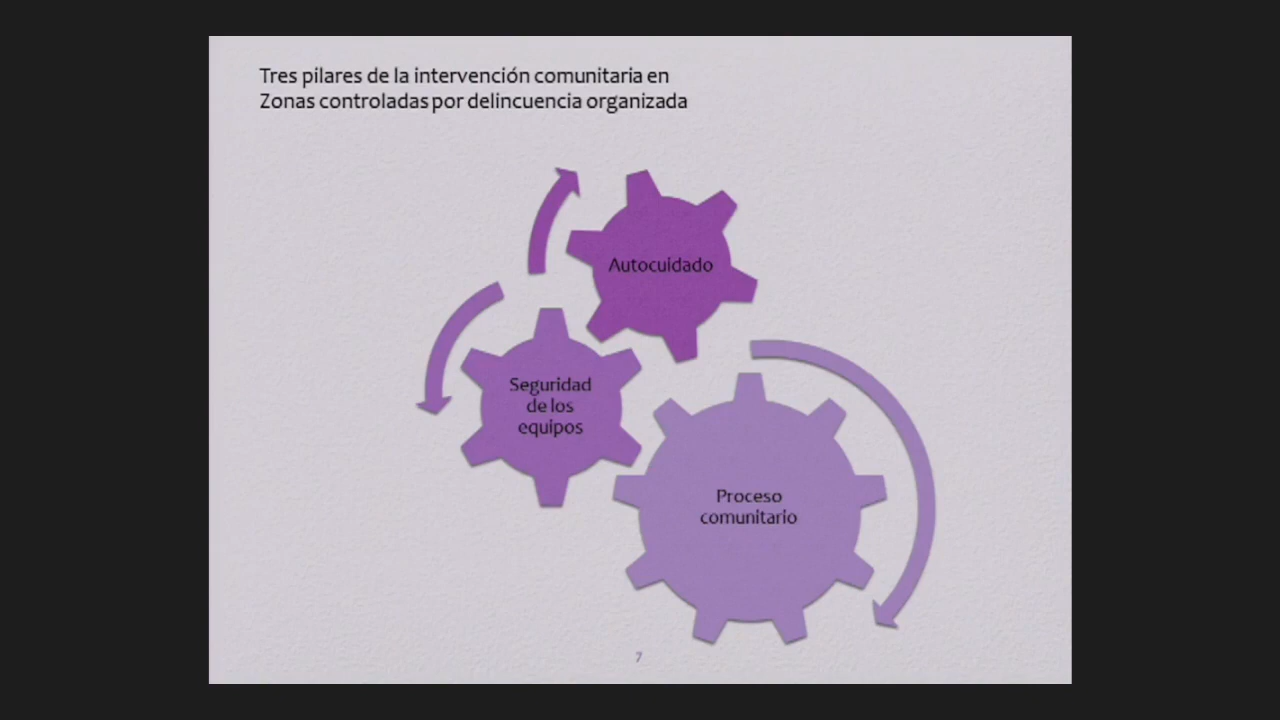 Tres pilares de la intervención comunitaria en
Zonas controladas por delincuencia organizada
Autocuidado
Seguridad
de los
equipos
Proceso
comunitario
7